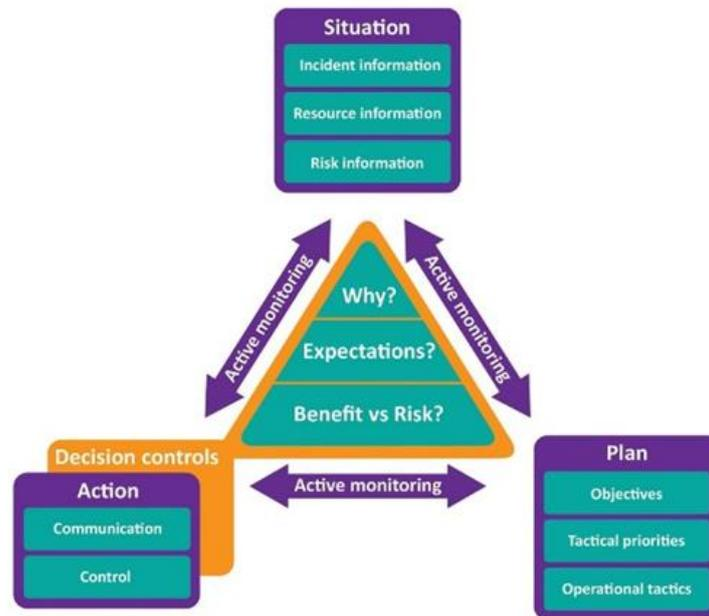 Situation
Incident information
Resource information
Risk information
Active monitoring
Active monitoring
Why?
Expectations?
Benefit vs Risk?
Decision controls
Action
Communication
Control
Active monitoring
Plan
Objectives
Tactical priorities
Operational tactics